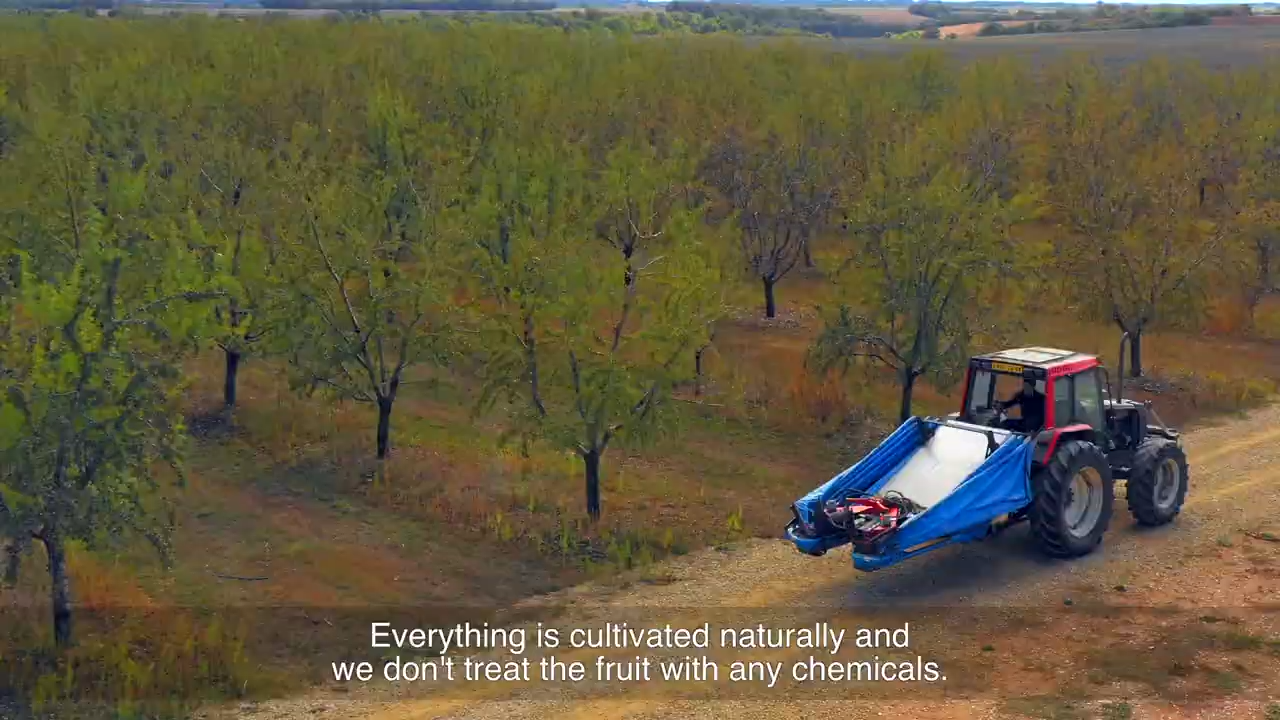 Everything is cultivated naturally and
we don't treat the fruit with any chemicals.